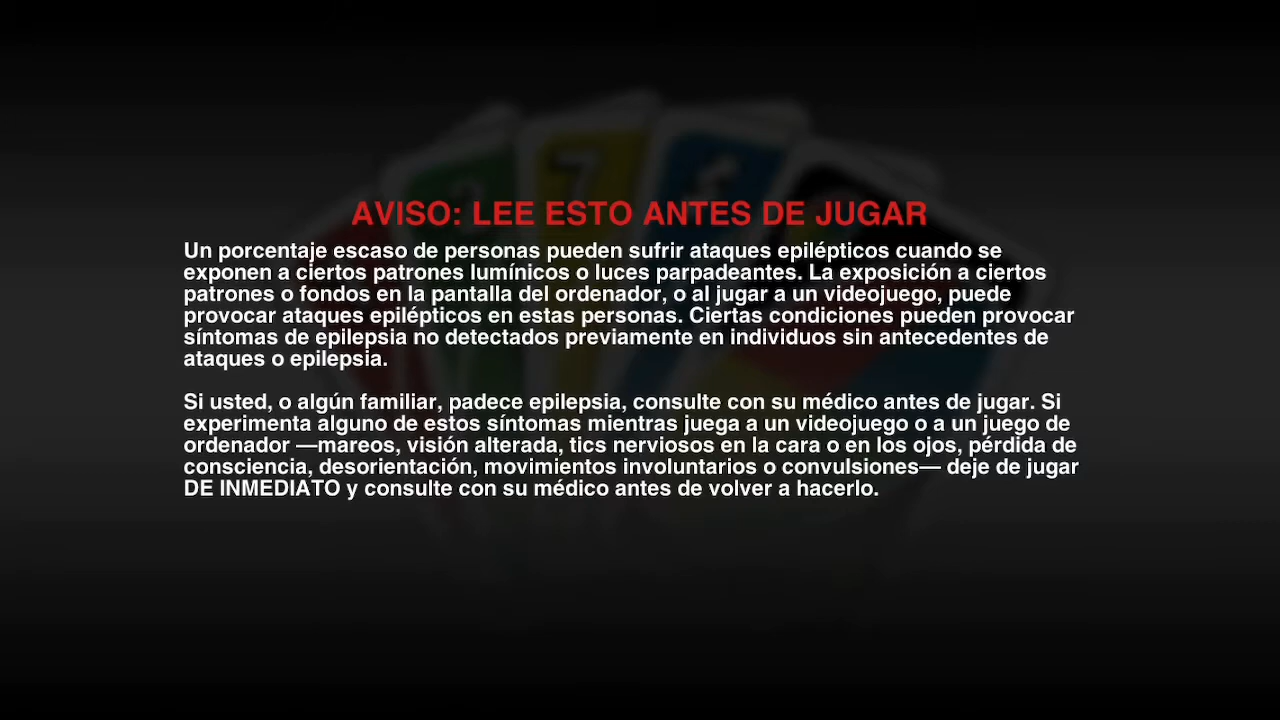 AVISO: LEE ESTO ANTES DE JUGAR
Un porcentaje escaso de personas pueden sufrir ataques epilépticos cuando se
exponen a ciertos patrones lumínicos o luces parpadeantes. La exposición a ciertos
patrones o fondos en la pantalla del ordenador, o al jugar a un videojuego, puede
provocar ataques epilépticos en estas personas. Ciertas condiciones pueden provocar
síntomas de epilepsia no detectados previamente en individuos sin antecedentes de
ataques o epilepsia.
Si usted, o algún familiar, padece epilepsia, consulte con su médico antes de jugar. Si
experimenta alguno de estos síntomas mientras juega a un videojuego o a un juego de
ordenador —mareos, visión alterada, tics nerviosos en la cara o en los ojos, pérdida de
consciencia, desorientación, movimientos involuntarios o convulsiones— deje de jugar
DE INMEDIATO y consulte con su médico antes de volver a hacerlo.